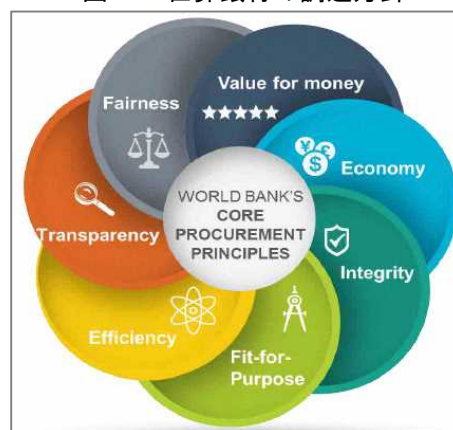 Value for money
Economy
Integrity
Fit-for-
Purpose
Efficiency
Transparency
Fairness
WORLD BANK'S
CORE
PROCUREMENT
PRINCIPLES
¥
£
$